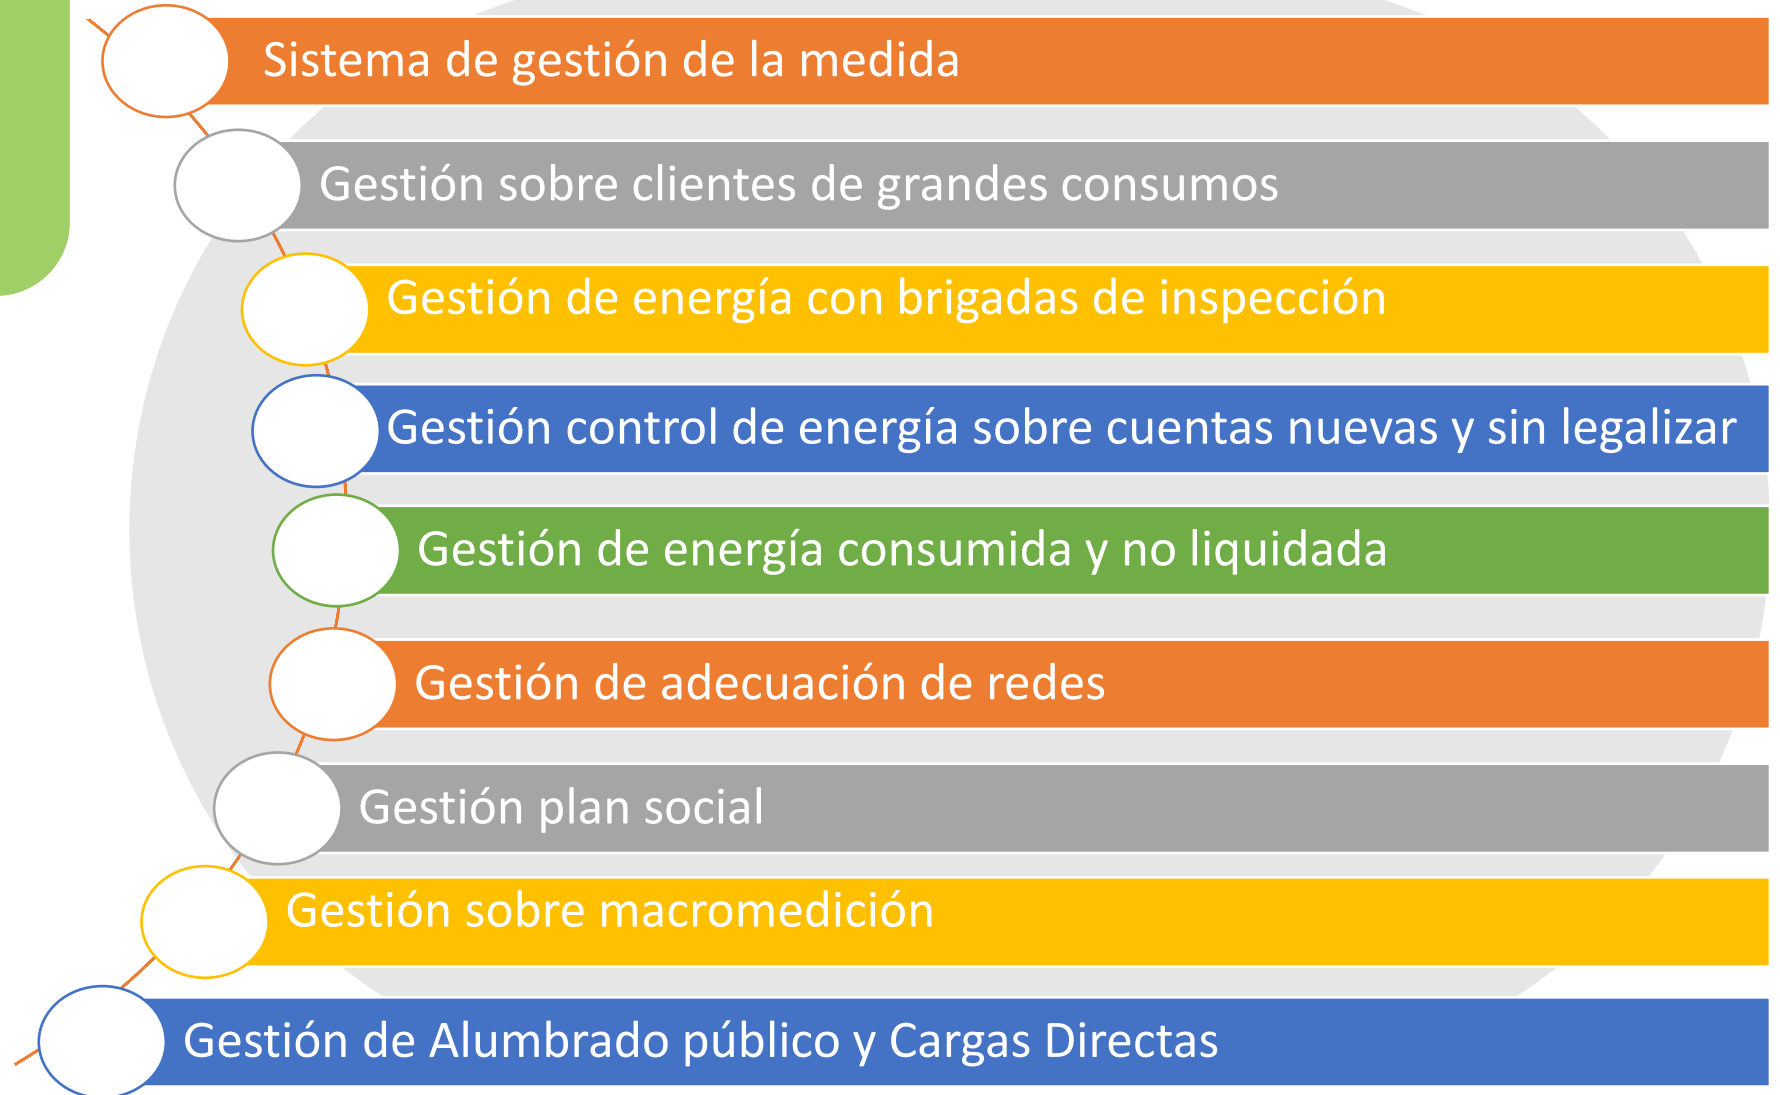 Sistema de gestión de la medida
Gestión sobre clientes de grandes consumos
Gestión de energía con brigadas de inspección
Gestión control de energía sobre cuentas nuevas y sin legalizar
Gestión de energía consumida y no liquidada
Gestión de adecuación de redes
Gestión plan social
Gestión sobre macromedición
Gestión de Alumbrado público y Cargas Directas